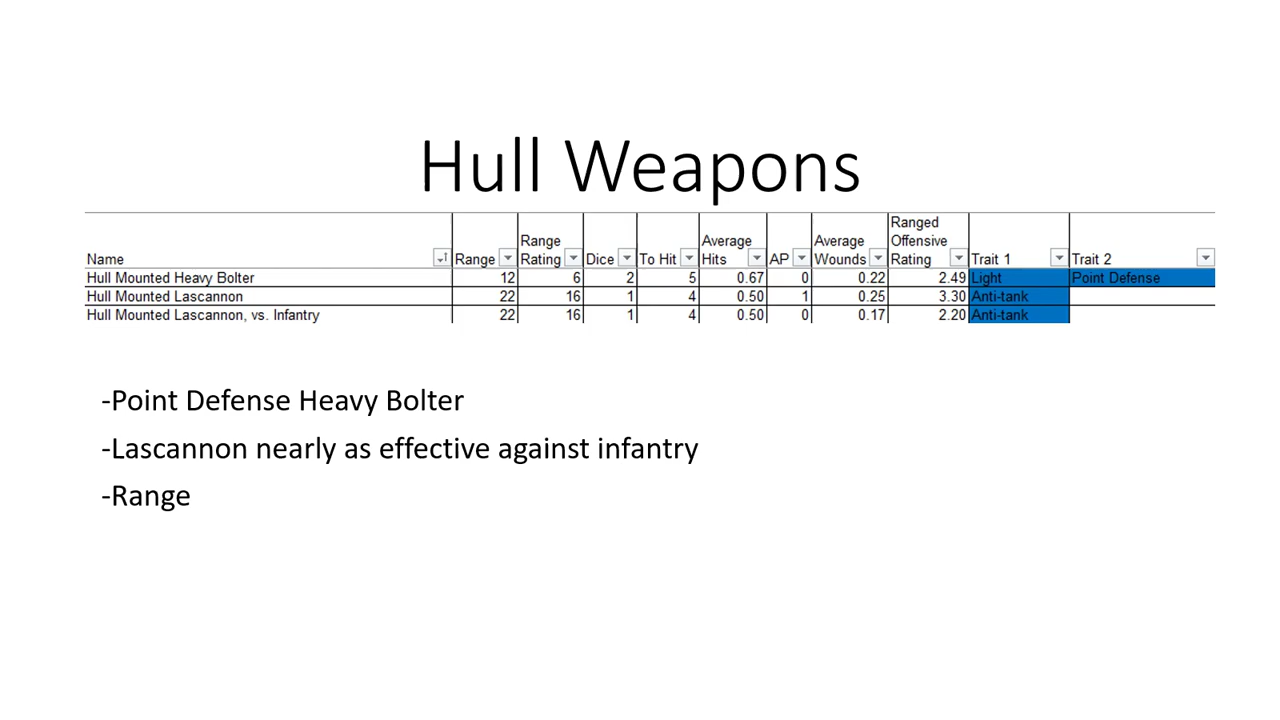 Hull Weapons
Name Range Range Rating Dice To Hit Average Hits AP Average Wounds Ranged Offensive Rating Trait 1 Trait 2
Hull Mounted Heavy Bolter 12 6 2 5 0.67 0 0.22 2.49 Light Point Defense
Hull Mounted Lascannon 22 16 1 4 0.50 1 0.25 3.30 Anti-tank
Hull Mounted Lascannon, vs. Infantry 22 16 1 4 0.50 0 0.17 2.20 Anti-tank
-Point Defense Heavy Bolter
-Lascannon nearly as effective against infantry
-Range